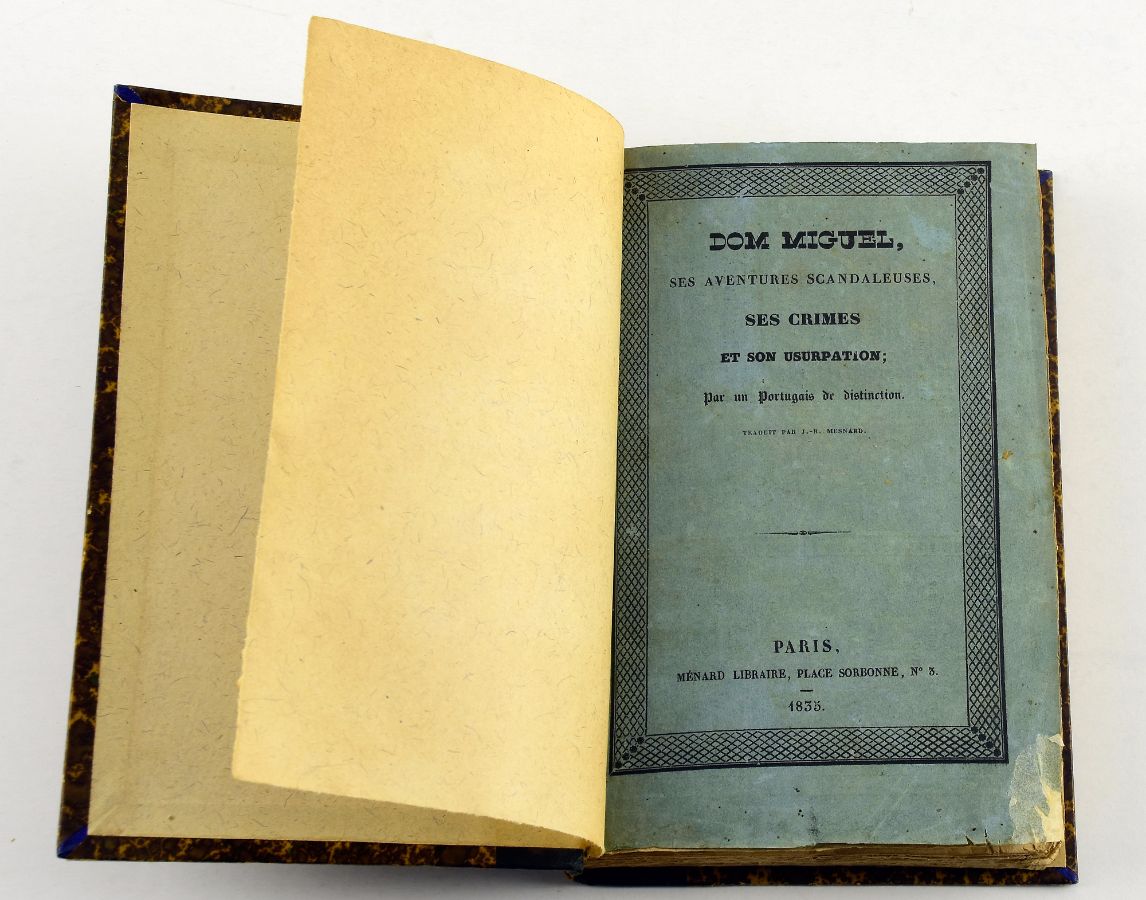 DOM MIGUEL,
SES AVENTURES SCANDALEUSES,
SES CRIMES
ET SON USURPATION;
Par un Portugais de distinction.
TRADUIT PAR J.-B. MESNARD.
PARIS,
MÉNARD LIBRAIRE, PLACE SORBONNE, Nº 3.
1835.